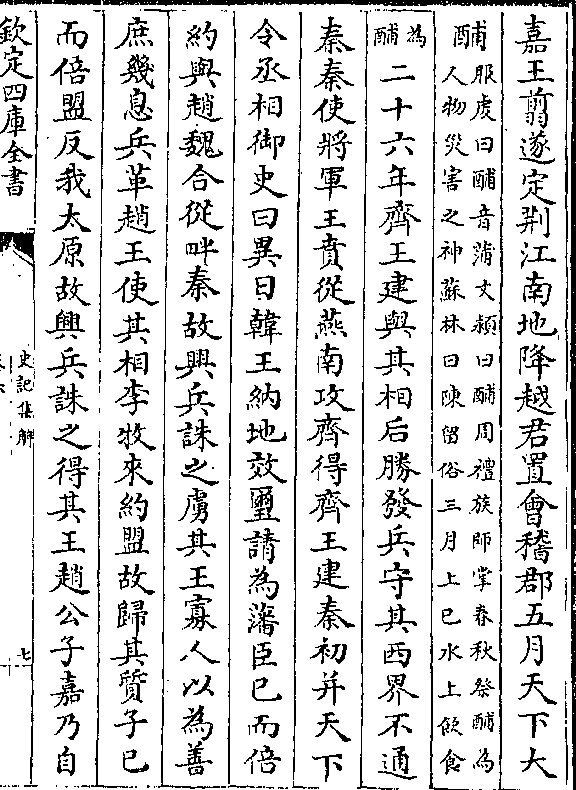 嘉王翦遂定荆江南地降越君置會稽郡五月天下大
酺服䖍曰酺音蒲文穎曰酺周禮族師掌春秋祭酺為
酺人物災害之神蘇林曰陳留俗三月上巳水上飲食
為
酺
二十六年齊王建與其相后勝發兵守其西界不通
秦秦使將軍王賁從燕南攻齊得齊王建秦初并天下
令丞相御史曰異日韓王納地效璽請為藩臣已而倍
約與趙魏合從畔秦故興兵誅之虜其王寡人以為善
庶幾息兵革趙王使其相李牧來約盟故歸其質子已
而倍盟反我太原故興兵誅之得其王趙公子嘉乃自
欽定四庫全書
史記集解
七